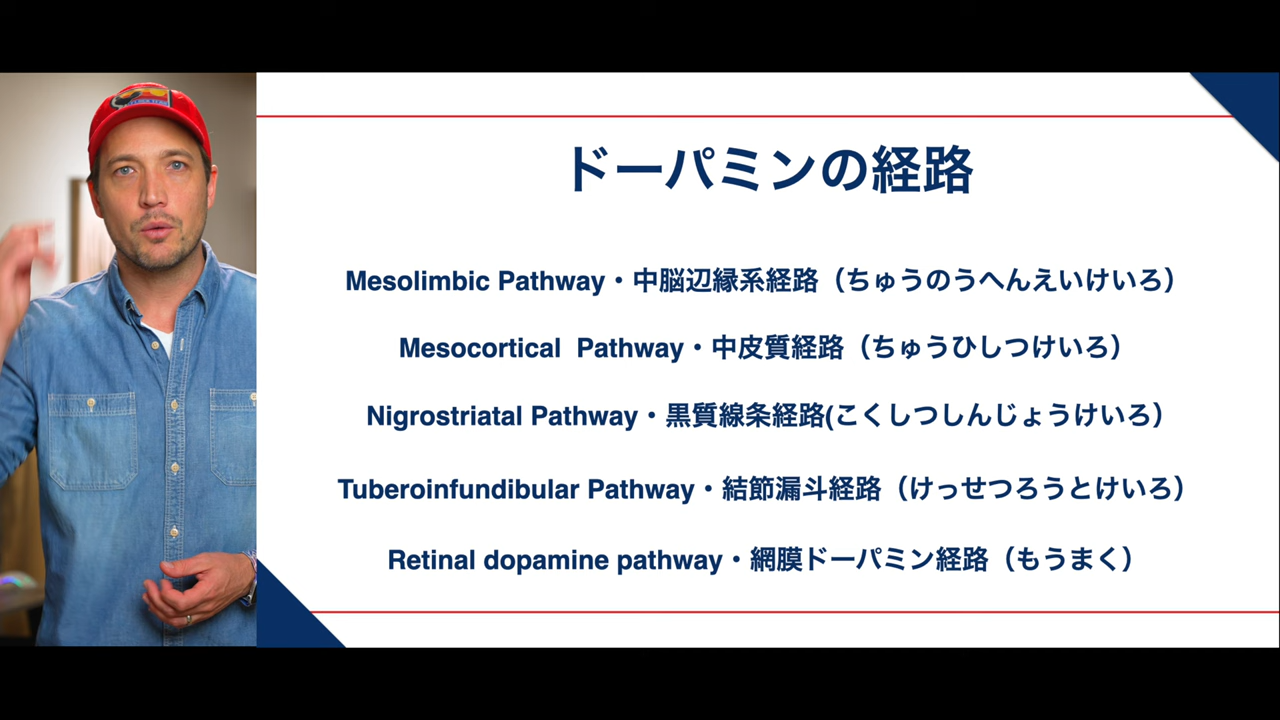 ドーパミンの経路
Mesolimbic Pathway・中脳辺縁系経路（ちゅうのうへんえいけいろ）
Mesocortical Pathway・中皮質経路（ちゅうひしつけいろ）
Nigrostriatal Pathway・黒質線条経路(こくしつしんじょうけいろ）
Tuberoinfundibular Pathway・結節漏斗経路（けっせつろうとけいろ）
Retinal dopamine pathway・網膜ドーパミン経路（もうまく）